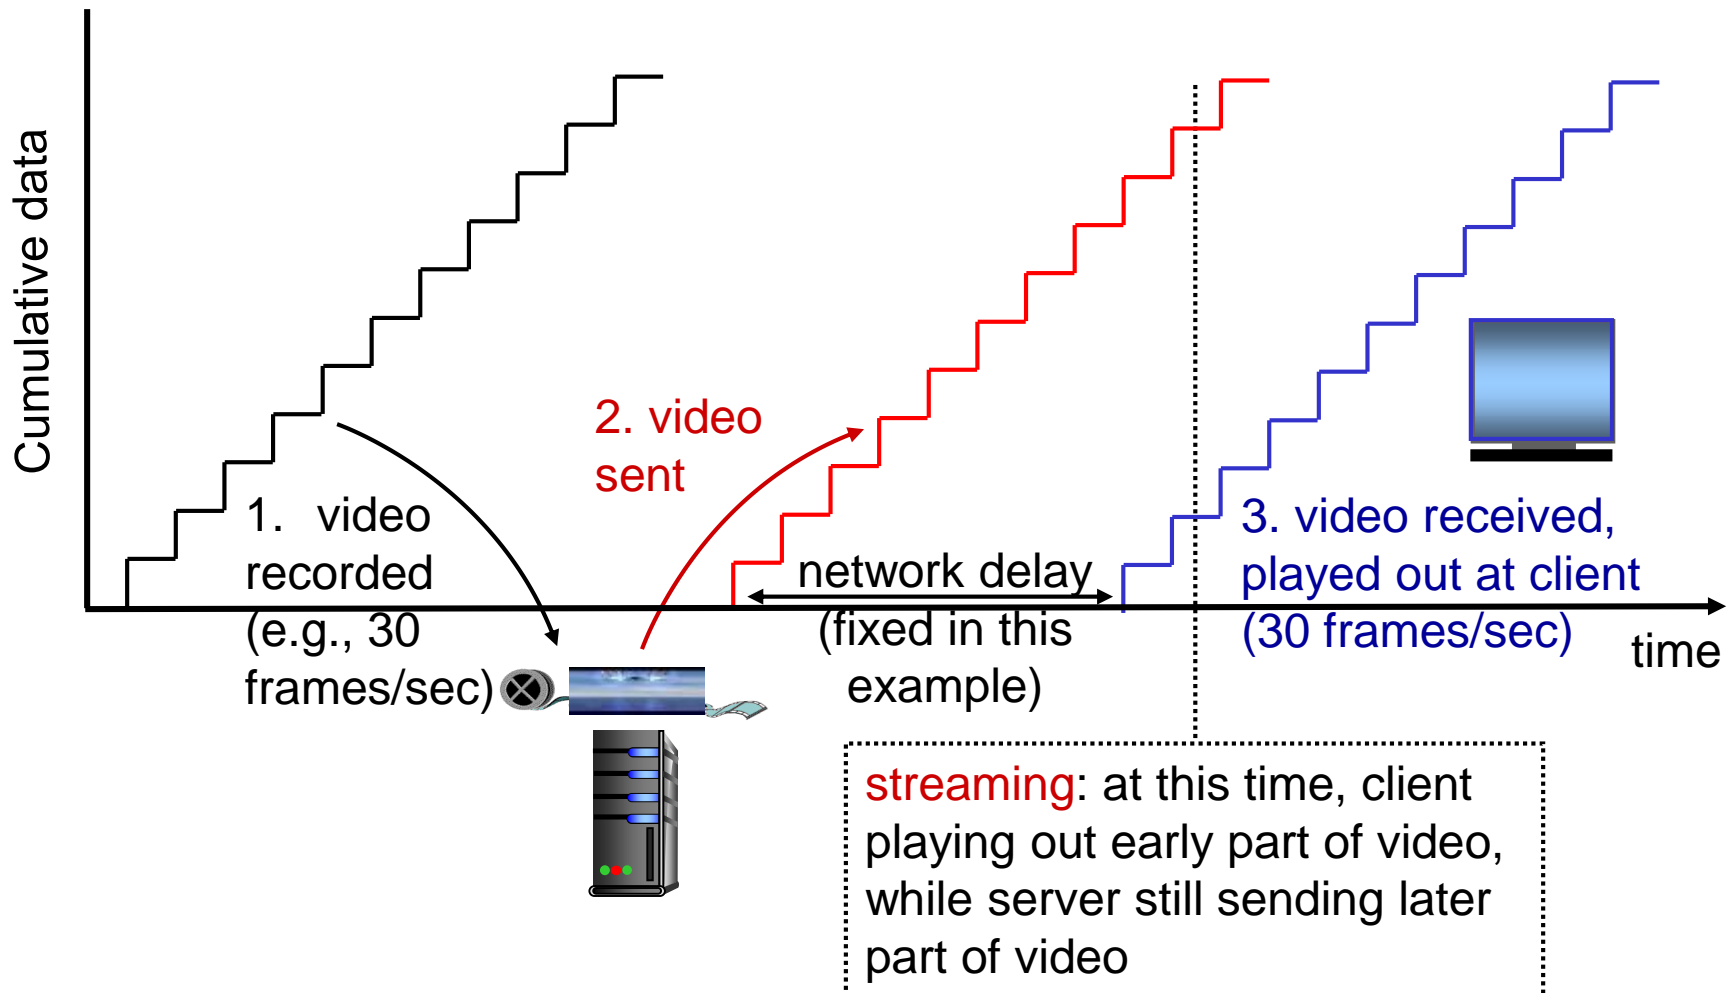 Cumulative data
1. video
recorded
(e.g., 30
frames/sec)
2. video
sent
network delay
(fixed in this
example)
3. video received,
played out at client
(30 frames/sec)
time
streaming: at this time, client
playing out early part of video,
while server still sending later
part of video